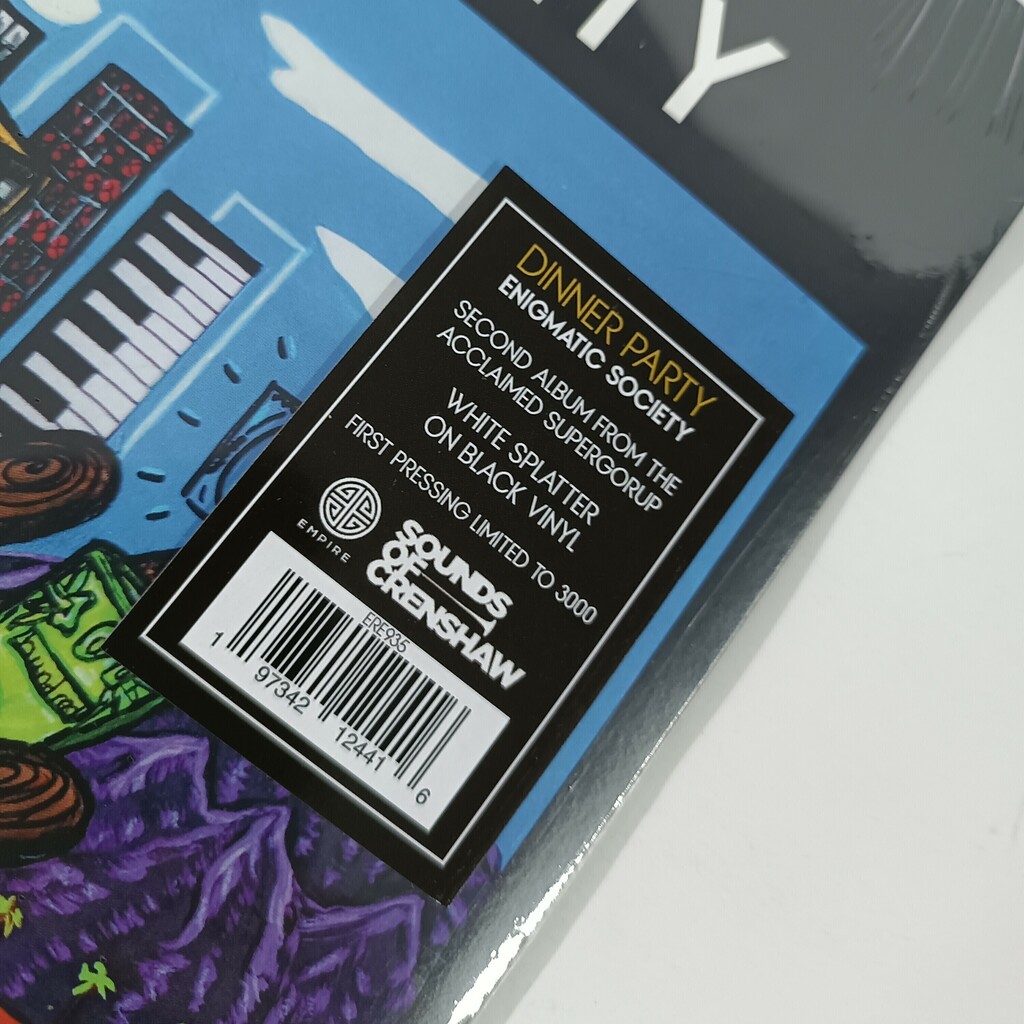 TY
DINNER PARTY
ENIGMATIC SOCIETY
SECOND ALBUM FROM THE
ACCLAIMED SUPERGORUP
WHITE SPLATTER
ON BLACK VINYL
FIRST PRESSING LIMITED TO 3000
EMPIRE
SOUNDS
OF
CRENSHAW
ERE935
1 97342 12441 6